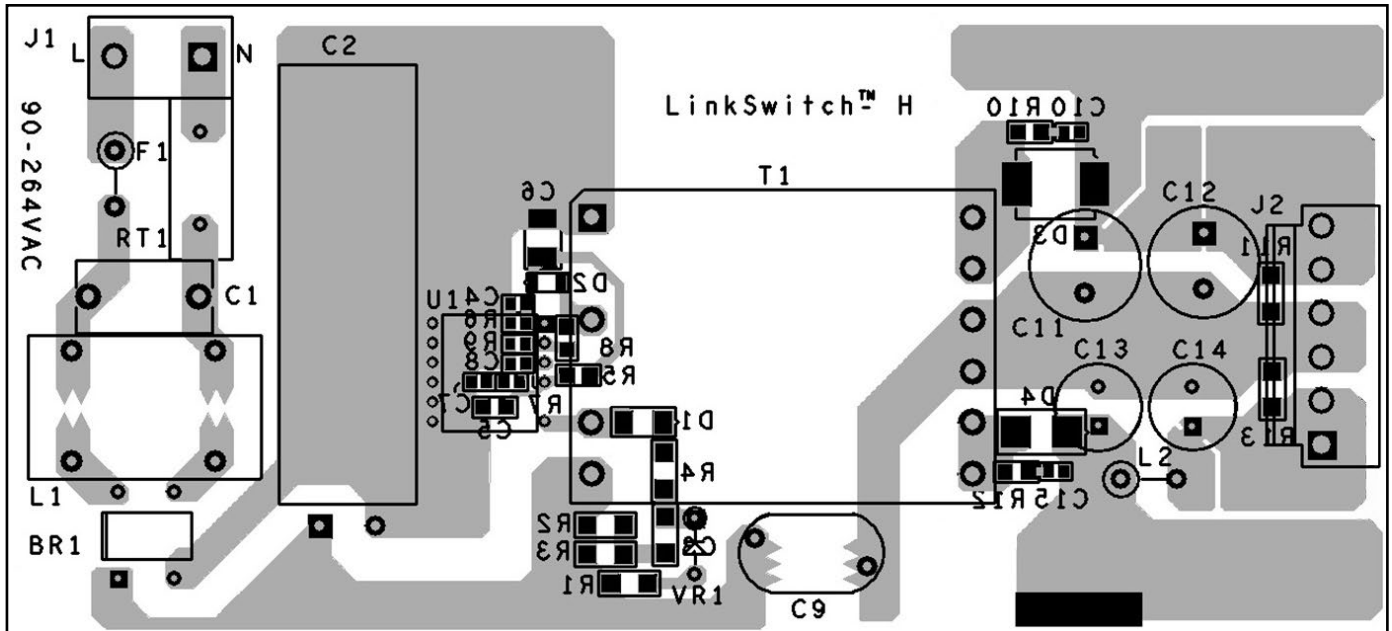 J1
L
N
C2
90-264VAC
F1
RT1
C1
L1
BR1
LinkSwitch™ H
T1
C6
D2
U1
C4
R6
R9
C8
C7
R7
C5
R8
R5
D1
R4
R2
R3
R1
C3
VR1
C9
R10
C10
D3
C12
J2
C11
R11
C13
C14
D4
R13
L2
R12
C15